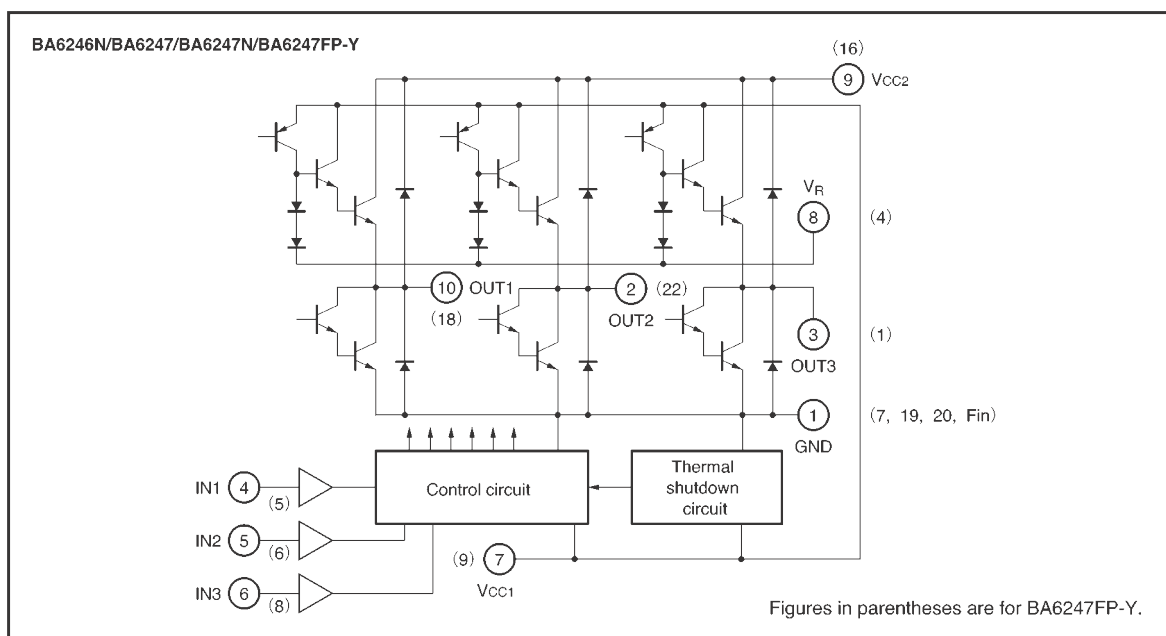 BA6246N/BA6247/BA6247N/BA6247FP-Y
(16)
9 VCC2
VR
8 (4)
10 OUT1
(18)
2 (22)
OUT2
3 (1)
OUT3
1 (7, 19, 20, Fin)
GND
Control circuit
Thermal
shutdown
circuit
IN1 4
(5)
IN2 5
(6)
IN3 6
(8)
(9) 7
VCC1
Figures in parentheses are for BA6247FP-Y.